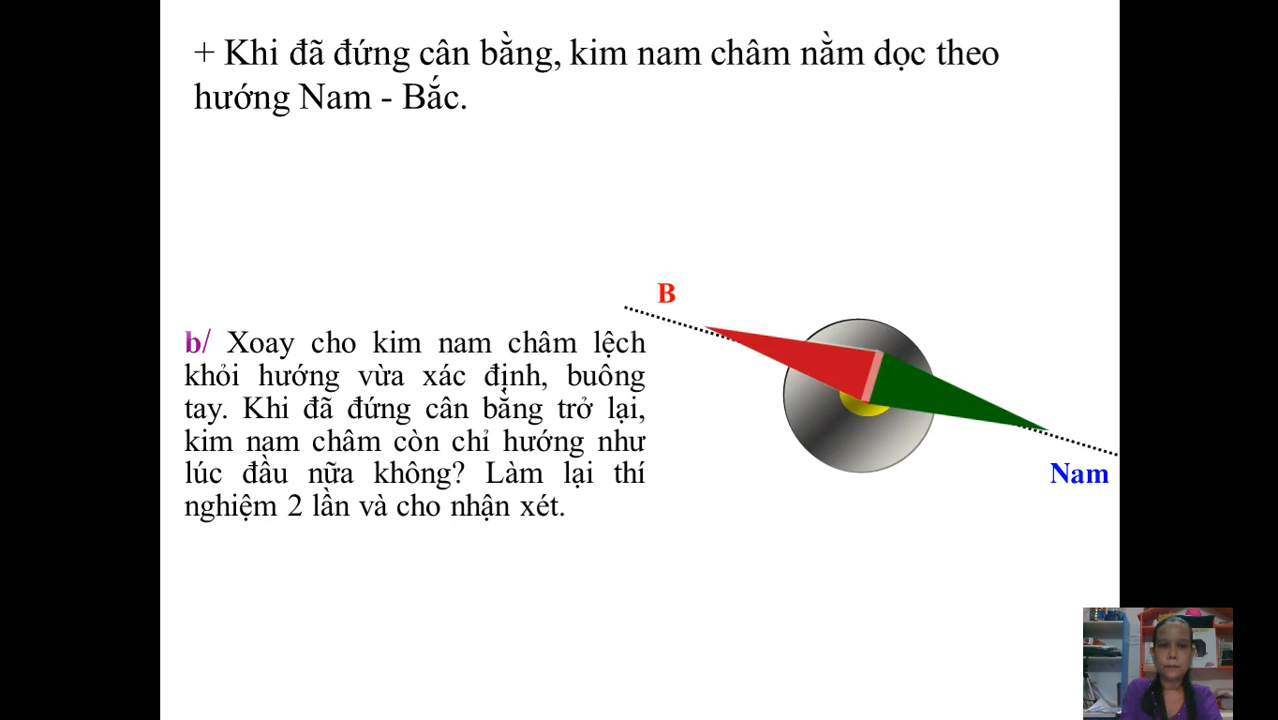 + Khi đã đứng cân bằng, kim nam châm nằm dọc theo
hướng Nam - Bắc.
B
b/ Xoay cho kim nam châm lệch
khỏi hướng vừa xác định, buông
tay. Khi đã đứng cân bằng trở lại,
kim nam châm còn chỉ hướng như
lúc đầu nữa không? Làm lại thí
nghiệm 2 lần và cho nhận xét.
Nam